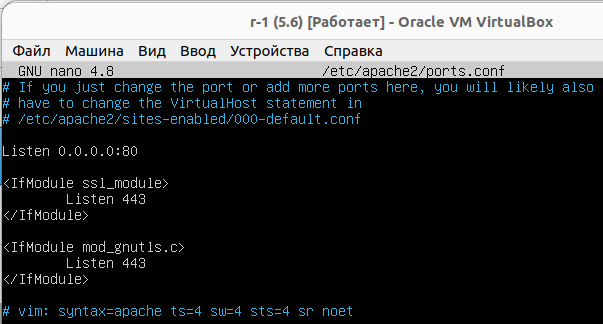 r-1 (5.6) [Работает] - Oracle VM VirtualBox
Файл Машина Вид Ввод Устройства Справка
GNU nano 4.8 /etc/apache2/ports.conf
# If you just change the port or add more ports here, you will likely also
# have to change the VirtualHost statement in
# /etc/apache2/sites-enabled/000-default.conf
Listen 0.0.0.0:80
<IfModule ssl_module>
Listen 443
</IfModule>
<IfModule mod_gnutls.c>
Listen 443
</IfModule>
# vim: syntax=apache ts=4 sw=4 sts=4 sr noet